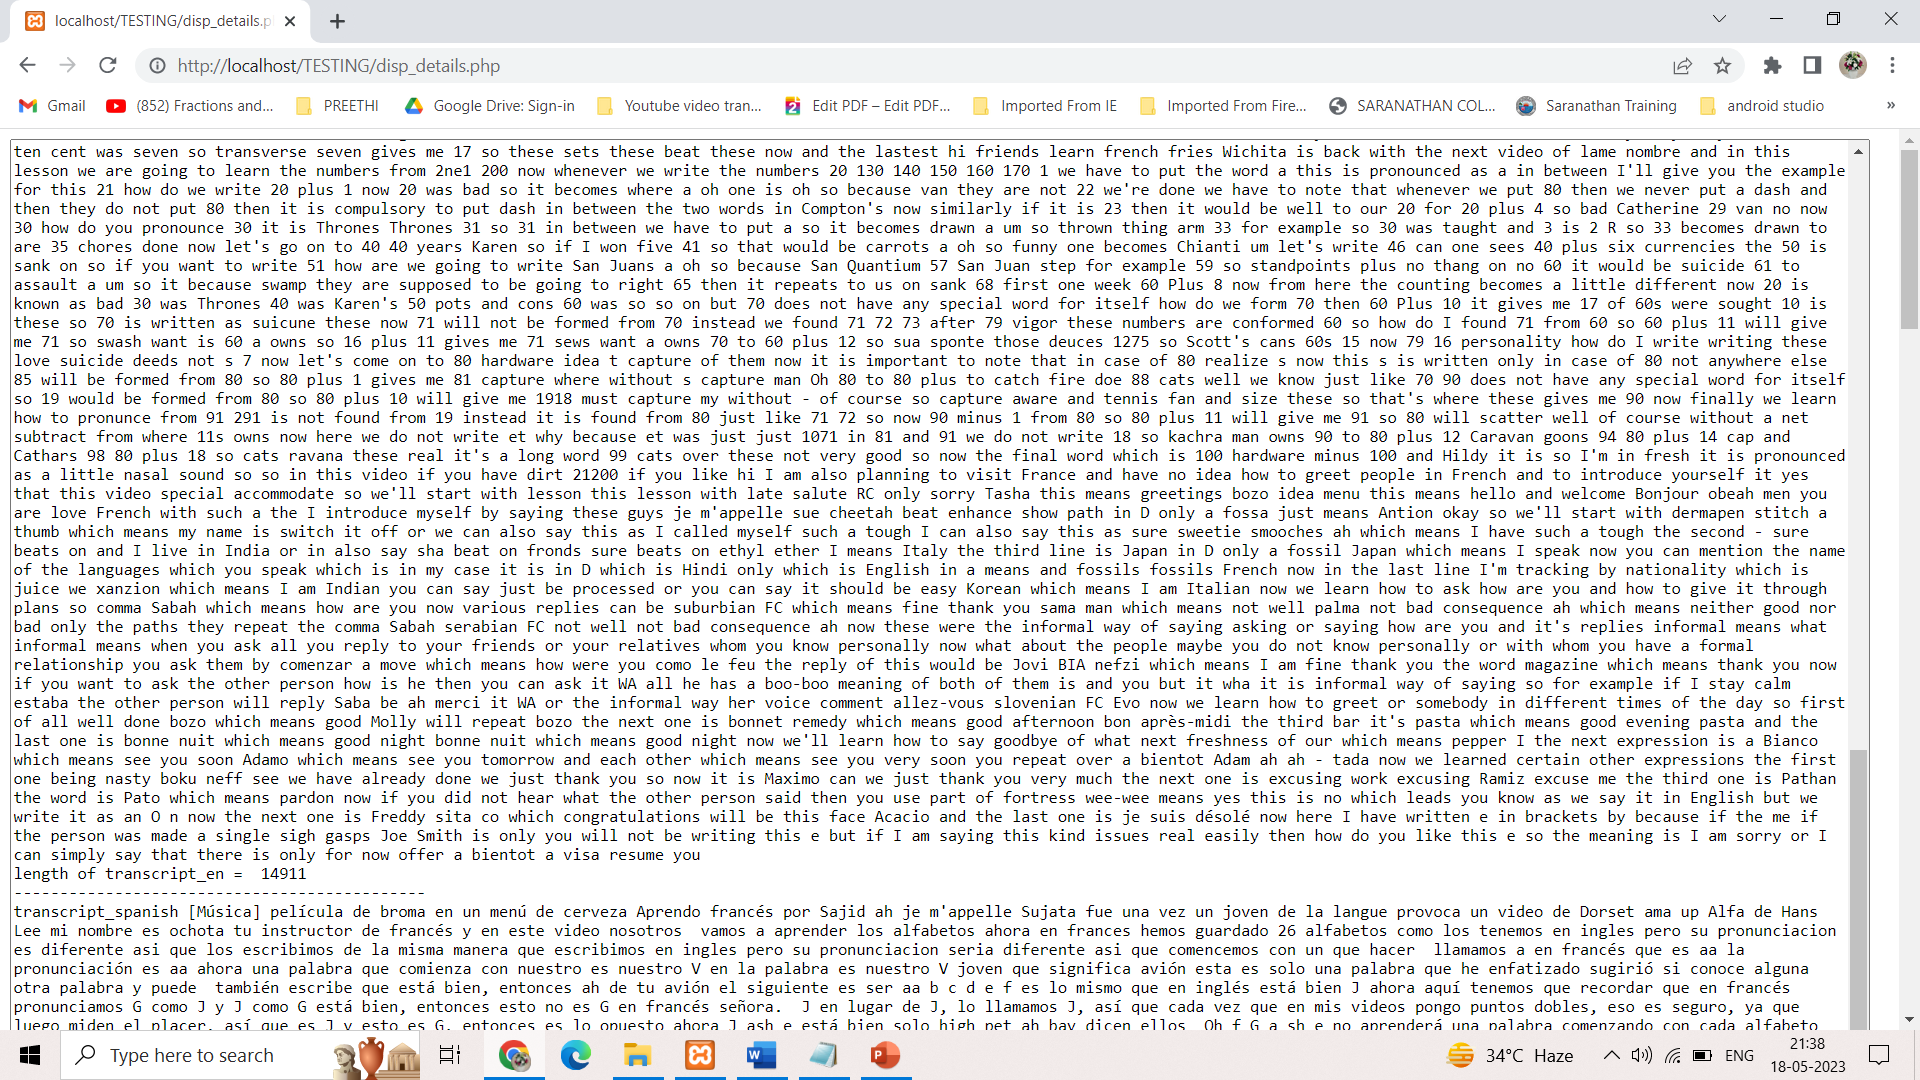 localhost/TESTING/disp_details.p
http://localhost/TESTING/disp_details.php
Gmail (852) Fractions and... PREETHI Google Drive: Sign-in Youtube video tran... Edit PDF – Edit PDF... Imported From IE Imported From Fire... SARANATHAN COL... Saranathan Training android studio »
ten cent was seven so transverse seven gives me 17 so these sets these beat these now and the lastest hi friends learn french fries Wichita is back with the next video of lame nombre and in this
lesson we are going to learn the numbers from 2ne1 200 now whenever we write the numbers 20 130 140 150 160 170 1 we have to put the word a this is pronounced as a in between I'll give you the example
for this 21 how do we write 20 plus 1 now 20 was bad so it becomes where a oh one is oh so because van they are not 22 we're done we have to note that whenever we put 80 then we never put a dash and
then they do not put 80 then it is compulsory to put dash in between the two words in Compton's now similarly if it is 23 then it would be well to our 20 for 20 plus 4 so bad Catherine 29 van no now
30 how do you pronounce 30 it is Thrones Thrones 31 so 31 in between we have to put a so it becomes drawn a um so thrown thing arm 33 for example so 30 was taught and 3 is 2 R so 33 becomes drawn to
are 35 chores done now let's go on to 40 40 years Karen so if I won five 41 so that would be carrots a oh so funny one becomes Chianti um let's write 46 can one sees 40 plus six currencies the 50 is
sank on so if you want to write 51 how are we going to write San Juans a oh so because San Quantium 57 San Juan step for example 59 so standpoints plus no thang on no 60 it would be suicide 61 to
assault a um so it because swamp they are supposed to be going to right 65 then it repeats to us on sank 68 first one week 60 Plus 8 now from here the counting becomes a little different now 20 is
known as bad 30 was Thrones 40 was Karen's 50 pots and cons 60 was so so on but 70 does not have any special word for itself how do we form 70 then 60 Plus 10 it gives me 17 of 60s were sought 10 is
these so 70 is written as suicune these now 71 will not be formed from 70 instead we found 71 72 73 after 79 vigor these numbers are conformed 60 so how do I found 71 from 60 so 60 plus 11 will give
me 71 so swash want is 60 a owns so 16 plus 11 gives me 71 sews want a owns 70 to 60 plus 12 so sua sponte those deuces 1275 so Scott's cans 60s 15 now 79 16 personality how do I write writing these
love suicide deeds not s 7 now let's come on to 80 hardware idea t capture of them now it is important to note that in case of 80 realize s now this s is written only in case of 80 not anywhere else
85 will be formed from 80 so 80 plus 1 gives me 81 capture where without s capture man Oh 80 to 80 plus to catch fire doe 88 cats well we know just like 70 90 does not have any special word for itself
so 19 would be formed from 80 so 80 plus 10 will give me 1918 must capture my without - of course so capture aware and tennis fan and size these so that's where these gives me 90 now finally we learn
how to pronunce from 91 291 is not found from 19 instead it is found from 80 just like 71 72 so now 90 minus 1 from 80 so 80 plus 11 will give me 91 so 80 will scatter well of course without a net
subtract from where 11s owns now here we do not write et why because et was just just 1071 in 81 and 91 we do not write 18 so kachra man owns 90 to 80 plus 12 Caravan goons 94 80 plus 14 cap and
Cathars 98 80 plus 18 so cats ravana these real it's a long word 99 cats over these not very good so now the final word which is 100 hardware minus 100 and Hildy it is so I'm in fresh it is pronounced
as a little nasal sound so so in this video if you have dirt 21200 if you like hi I am also planning to visit France and have no idea how to greet people in French and to introduce yourself it yes
that this video special accommodate so we'll start with lesson this lesson with late salute RC only sorry Tasha this means greetings bozo idea menu this means hello and welcome Bonjour obeah men you
are love French with such a the I introduce myself by saying these guys je m'appelle sue cheetah beat enhance show path in D only a fossa just means Antion okay so we'll start with dermapen stitch a
thumb which means my name is switch it off or we can also say this as I called myself such a tough I can also say this as sure sweetie smooches ah which means I have such a tough the second - sure
beats on and I live in India or in also say sha beat on fronds sure beats on ethyl ether I means Italy the third line is Japan in D only a fossil Japan which means I speak now you can mention the name
of the languages which you speak which is in my case it is in D which is Hindi only which is English in a means and fossils fossils French now in the last line I'm tracking by nationality which is
juice we xanzion which means I am Indian you can say just be processed or you can say it should be easy Korean which means I am Italian now we learn how to ask how are you and how to give it through
plans so comma Sabah which means how are you now various replies can be suburbian FC which means fine thank you sama man which means not well palma not bad consequence ah which means neither good nor
bad only the paths they repeat the comma Sabah serabian FC not well not bad consequence ah now these were the informal way of saying asking or saying how are you and it's replies informal means what
informal means when you ask all you reply to your friends or your relatives whom you know personally now what about the people maybe you do not know personally or with whom you have a formal
relationship you ask them by comenzar a move which means how were you como le feu the reply of this would be Jovi BIA nefzi which means I am fine thank you the word magazine which means thank you now
if you want to ask the other person how is he then you can ask it WA all he has a boo-boo meaning of both of them is and you but it wha it is informal way of saying so for example if I stay calm
estaba the other person will reply Saba be ah merci it WA or the informal way her voice comment allez-vous slovenian FC Evo now we learn how to greet or somebody in different times of the day so first
of all well done bozo which means good Molly will repeat bozo the next one is bonnet remedy which means good afternoon bon après-midi the third bar it's pasta which means good evening pasta and the
last one is bonne nuit which means good night bonne nuit which means good night now we'll learn how to say goodbye of what next freshness of our which means pepper I the next expression is a Bianco
which means see you soon Adamo which means see you tomorrow and each other which means see you very soon you repeat over a bientot Adam ah ah - tada now we learned certain other expressions the first
one being nasty boku neff see we have already done we just thank you so now it is Maximo can we just thank you very much the next one is excusing work excusing Ramiz excuse me the third one is Pathan
the word is Pato which means pardon now if you did not hear what the other person said then you use part of fortress wee-wee means yes this is no which leads you know as we say it in English but we
write it as an O n now the next one is Freddy sita co which congratulations will be this face Acacio and the last one is je suis désolé now here I have written e in brackets by because if the me if
the person was made a single sigh gasps Joe Smith is only you will not be writing this e but if I am saying this kind issues real easily then how do you like this e so the meaning is I am sorry or I
can simply say that there is only for now offer a bientot a visa resume you
length of transcript_en =  14911
-------------------------------------------
transcript_spanish [Música] película de broma en un menú de cerveza Aprendo francés por Sajid ah je m'appelle Sujata fue una vez un joven de la langue provoca un video de Dorset ama up Alfa de Hans
Lee mi nombre es ochota tu instructor de francés y en este video nosotros  vamos a aprender los alfabetos ahora en frances hemos guardado 26 alfabetos como los tenemos en ingles pero su pronunciacion
es diferente asi que los escribimos de la misma manera que escribimos en ingles pero su pronunciacion seria diferente asi que comencemos con un que hacer  llamamos a en francés que es aa la
pronunciación es aa ahora una palabra que comienza con nuestro es nuestro V en la palabra es nuestro V joven que significa avión esta es solo una palabra que he enfatizado sugirió si conoce alguna
otra palabra y puede  también escribe que está bien, entonces ah de tu avión el siguiente es ser aa b c d e f es lo mismo que en inglés está bien J ahora aquí tenemos que recordar que en francés
pronunciamos G como J y J como G está bien, entonces esto no es G en francés señora.  J en lugar de J, lo llamamos J, así que cada vez que en mis videos pongo puntos dobles, eso es seguro, ya que
luego miden el placer, así que es J y esto es G, entonces es lo opuesto ahora J ash e está bien solo high pet ah bay dicen ellos  Oh f G a sh e no aprenderá una palabra comenzando con cada alfabeto
Type here to search
34°C Haze
ENG
21:38
18-05-2023